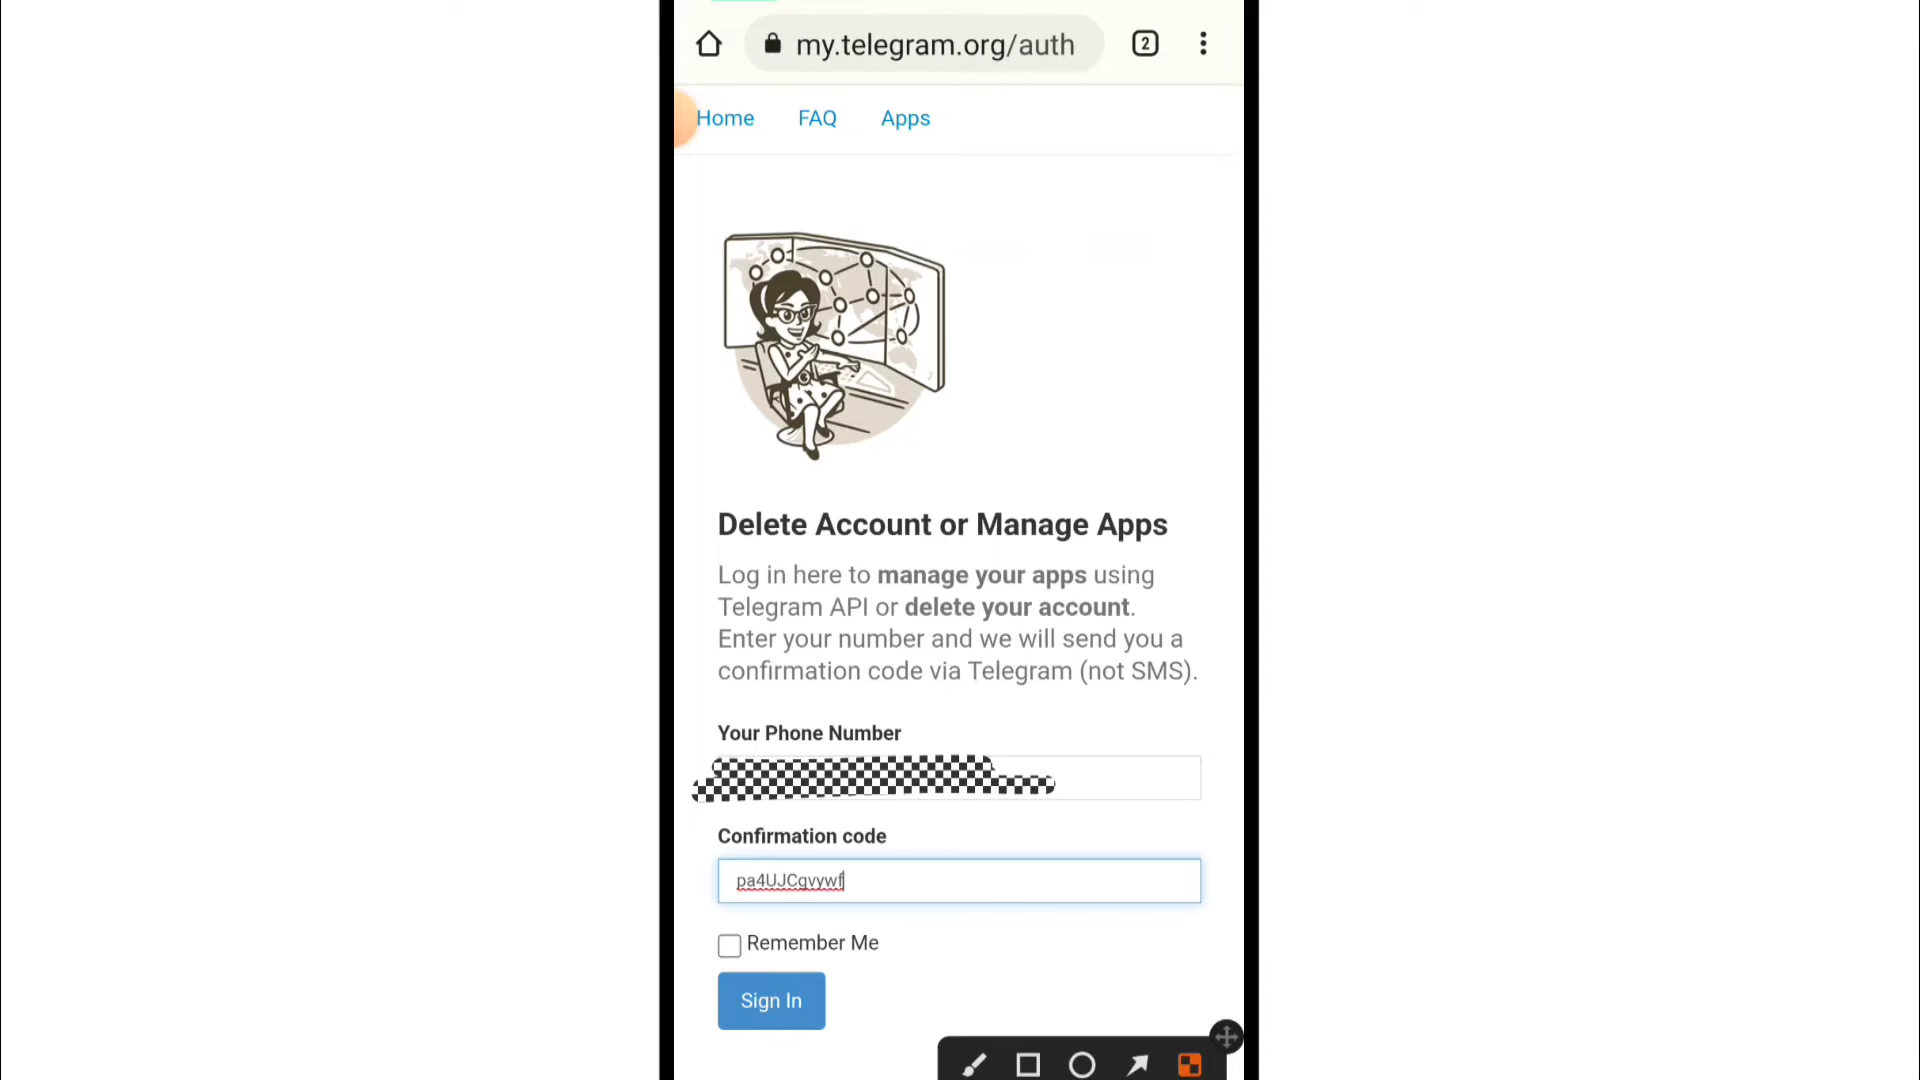 my.telegram.org/auth
2
Home FAQ Apps
Delete Account or Manage Apps
Log in here to manage your apps using
Telegram API or delete your account.
Enter your number and we will send you a
confirmation code via Telegram (not SMS).
Your Phone Number
Confirmation code
pa4UJCgvywf
Remember Me
Sign In